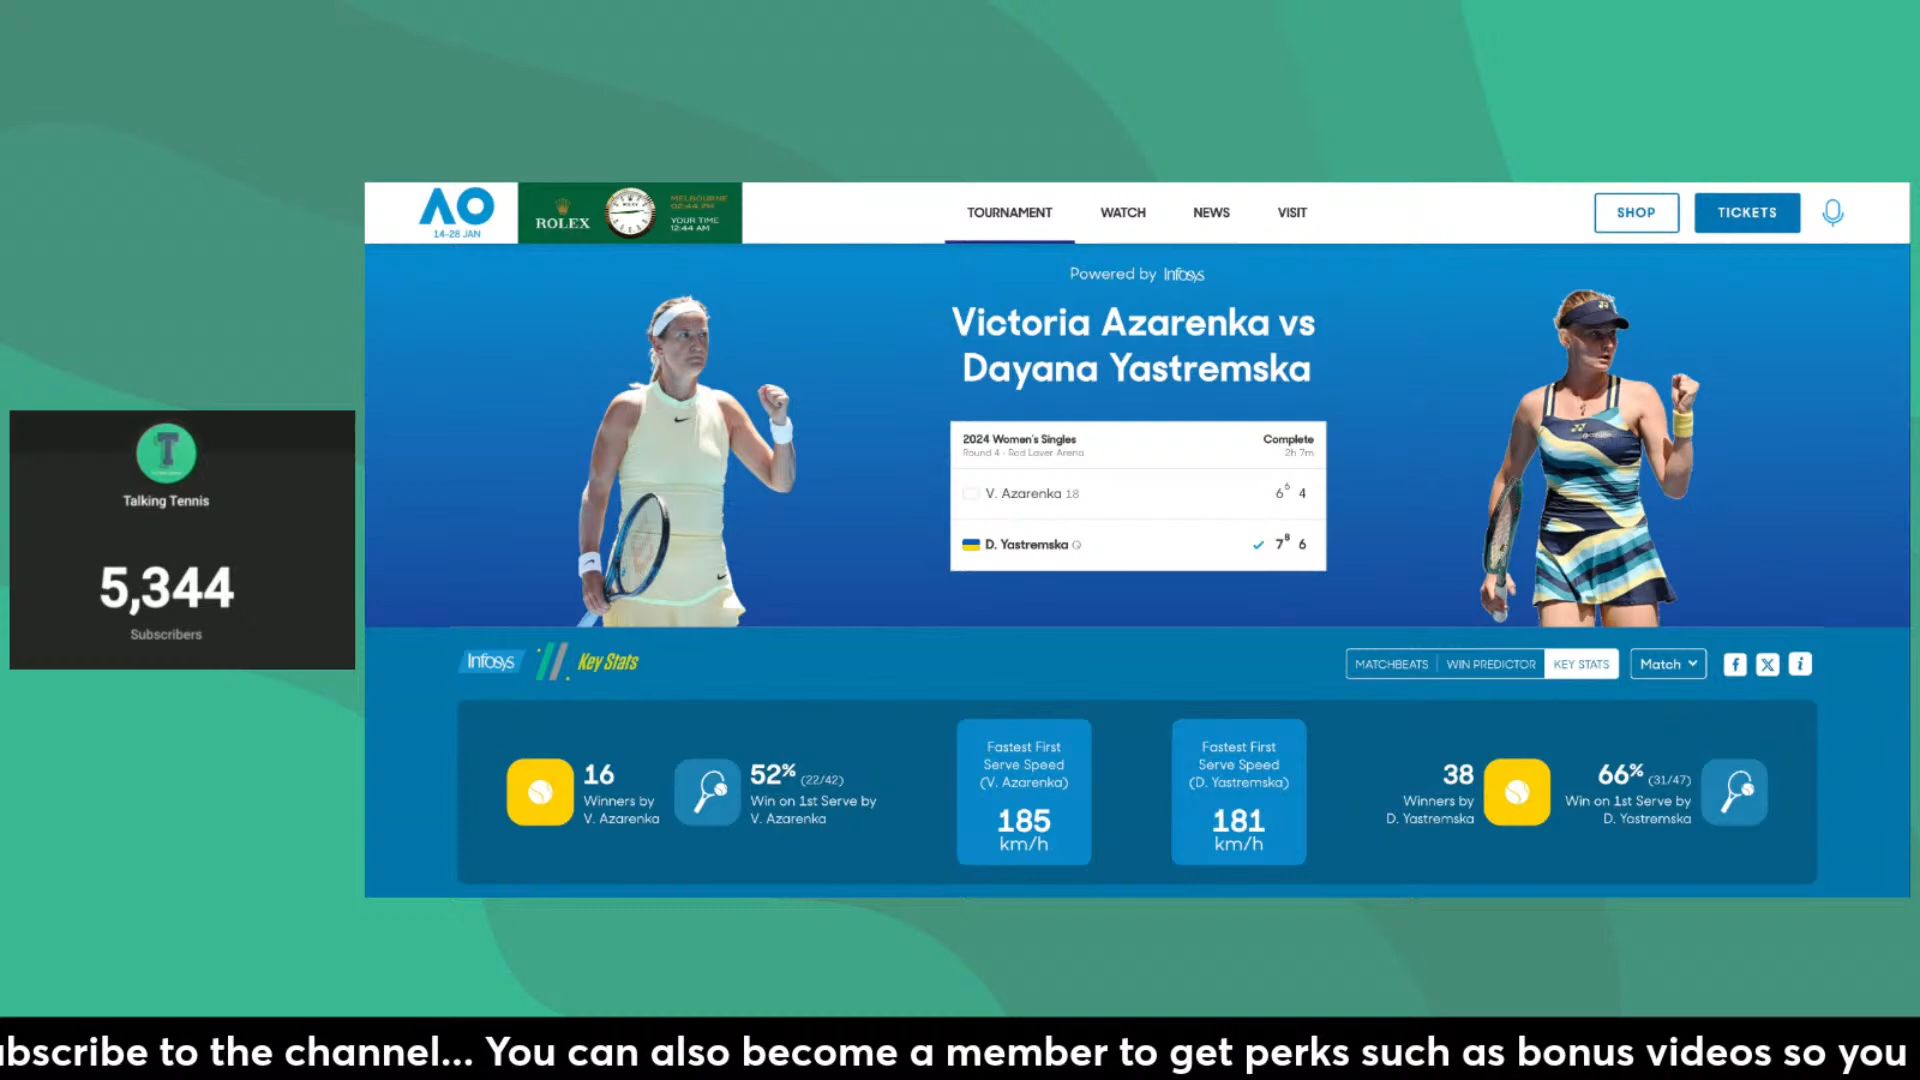 AO
14-28 JAN
ROLEX
MELBOURNE
02:44 PM
YOUR TIME
12:44 AM
TOURNAMENT
WATCH
NEWS
VISIT
SHOP
TICKETS
Powered by Infosys
Victoria Azarenka vs
Dayana Yastremska
2024 Women's Singles
Complete
Round 4 - Rod Laver Arena
2h 7m
V. Azarenka 18
6 6 4
D. Yastremska Q
7 8 6
T
Talking Tennis
5,344
Subscribers
Infosys
Key Stats
MATCHBEATS
WIN PREDICTOR
KEY STATS
Match
16
Winners by
V. Azarenka
52% (22/42)
Win on 1st Serve by
V. Azarenka
Fastest First
Serve Speed
(V. Azarenka)
185
km/h
Fastest First
Serve Speed
(D. Yastremska)
181
km/h
38
Winners by
D. Yastremska
66% (31/47)
Win on 1st Serve by
D. Yastremska
ubscribe to the channel... You can also become a member to get perks such as bonus videos so you